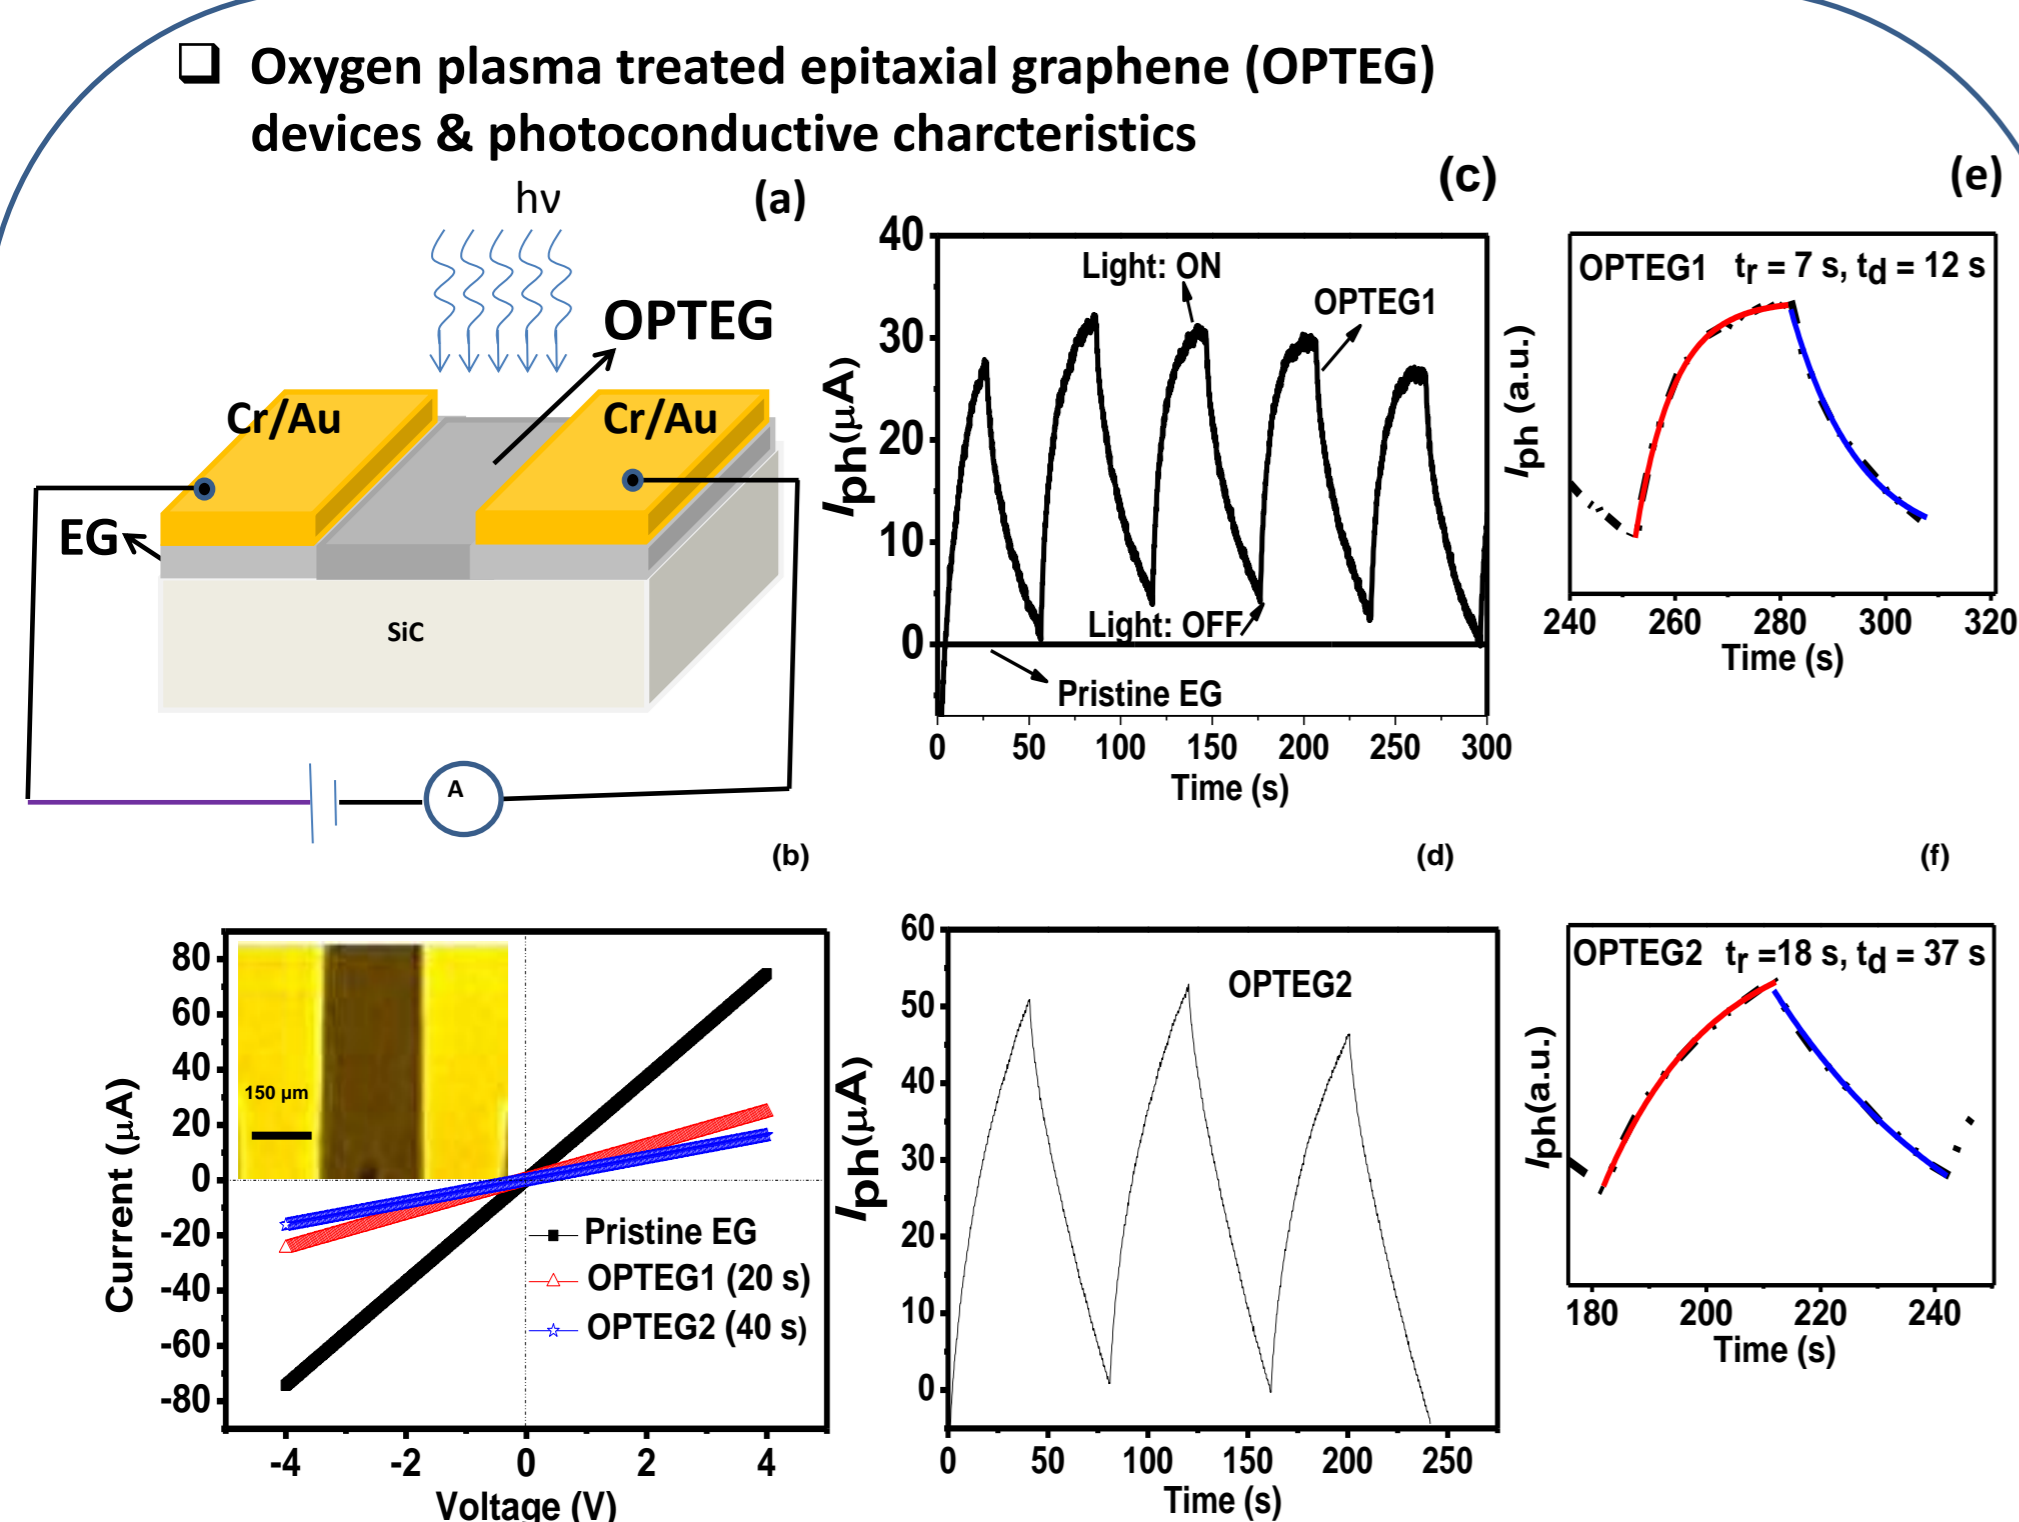 ❑ Oxygen plasma treated epitaxial graphene (OPTEG)
devices & photoconductive charcteristics
(a)
hν
OPTEG
Cr/Au
Cr/Au
EG
SiC
A
(c)
40
30
20
10
0
Iph(μA)
Light: ON
OPTEG1
Light: OFF
Pristine EG
0 50 100 150 200 250 300
Time (s)
(e)
OPTEG1 tr = 7 s, td = 12 s
Iph (a.u.)
240 260 280 300 320
Time (s)
(b)
80
60
40
20
0
-20
-40
-60
-80
Current (μA)
150 μm
Pristine EG
OPTEG1 (20 s)
OPTEG2 (40 s)
-4 -2 0 2 4
Voltage (V)
(d)
60
50
40
30
20
10
0
Iph(μA)
OPTEG2
0 50 100 150 200 250
Time (s)
(f)
OPTEG2 tr =18 s, td = 37 s
Iph(a.u.)
180 200 220 240
Time (s)